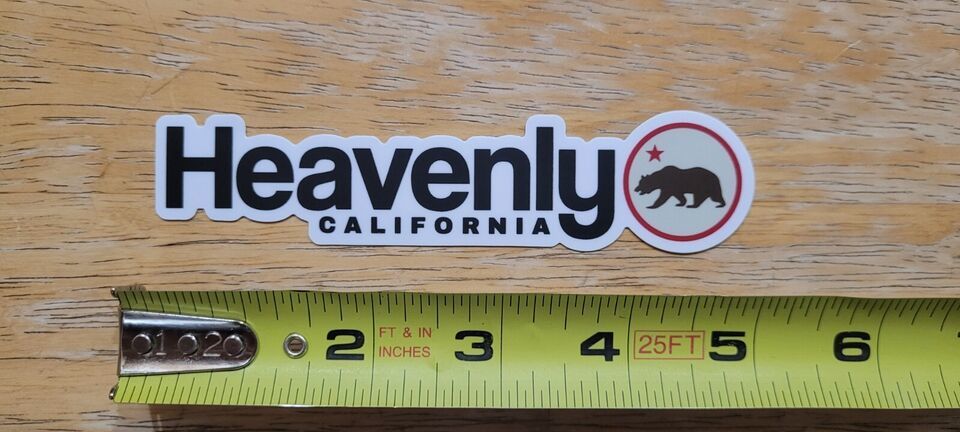 Heavenly
CALIFORNIA
2 FT & IN INCHES 3 4 25FT 5 6